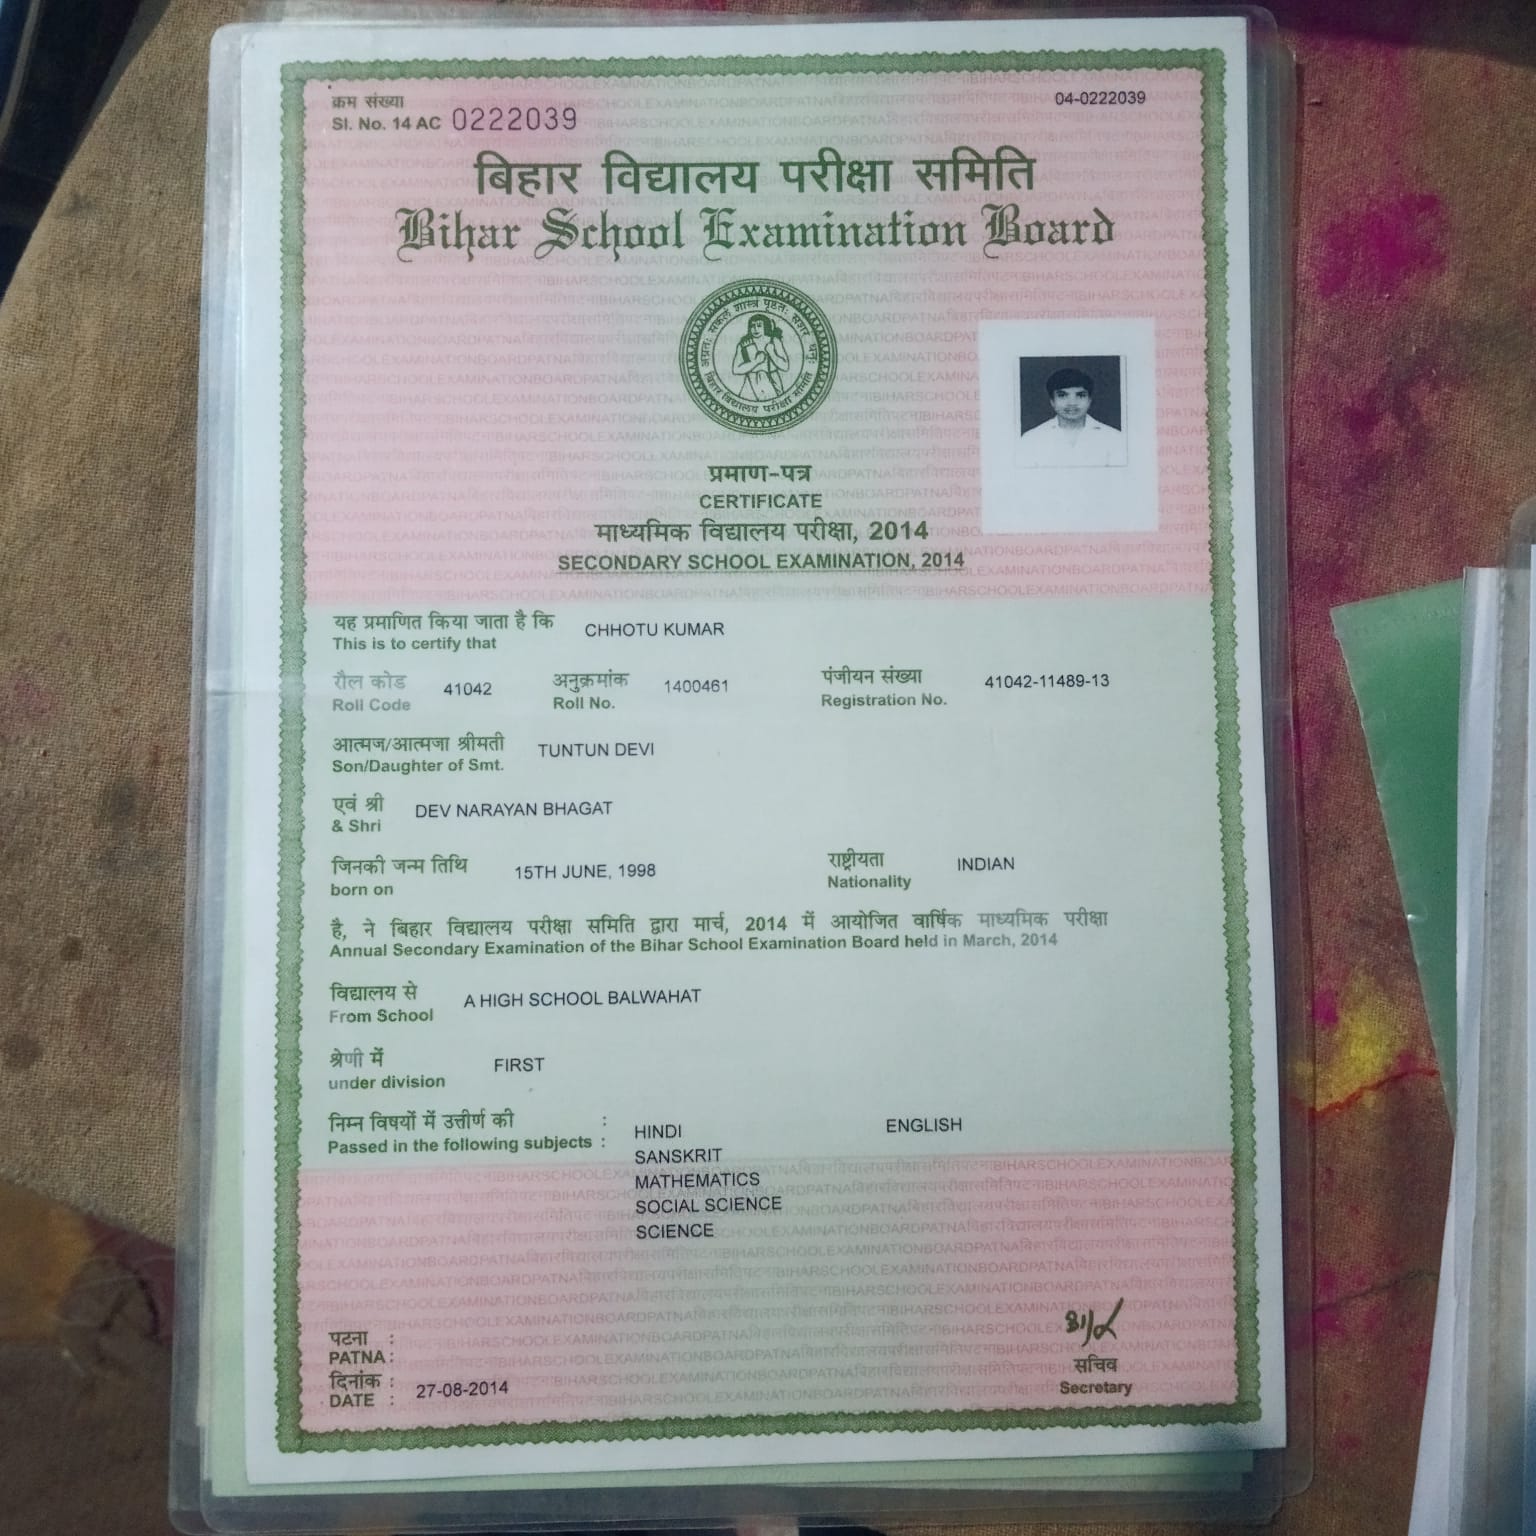 क्रम संख्या
Sl. No. 14 AC 0222039
04-0222039
बिहार विद्यालय परीक्षा समिति
Bihar School Examination Board
प्रमाण-पत्र
CERTIFICATE
माध्यमिक विद्यालय परीक्षा, 2014
SECONDARY SCHOOL EXAMINATION, 2014
यह प्रमाणित किया जाता है कि CHHOTU KUMAR
This is to certify that
रौल कोड 41042 अनुक्रमांक 1400461 पंजीयन संख्या 41042-11489-13
Roll Code Roll No. Registration No.
आत्मज/आत्मजा श्रीमती TUNTUN DEVI
Son/Daughter of Smt.
एवं श्री DEV NARAYAN BHAGAT
& Shri
जिनकी जन्म तिथि 15TH JUNE, 1998 राष्ट्रीयता INDIAN
born on Nationality
है, ने बिहार विद्यालय परीक्षा समिति द्वारा मार्च, 2014 में आयोजित वार्षिक माध्यमिक परीक्षा
Annual Secondary Examination of the Bihar School Examination Board held in March, 2014
विद्यालय से A HIGH SCHOOL BALWAHAT
From School
श्रेणी में FIRST
under division
निम्न विषयों में उत्तीर्ण की :
Passed in the following subjects : HINDI ENGLISH
SANSKRIT
MATHEMATICS
SOCIAL SCIENCE
SCIENCE
पटना :
PATNA :
दिनांक :
DATE : 27-08-2014
सचिव
Secretary